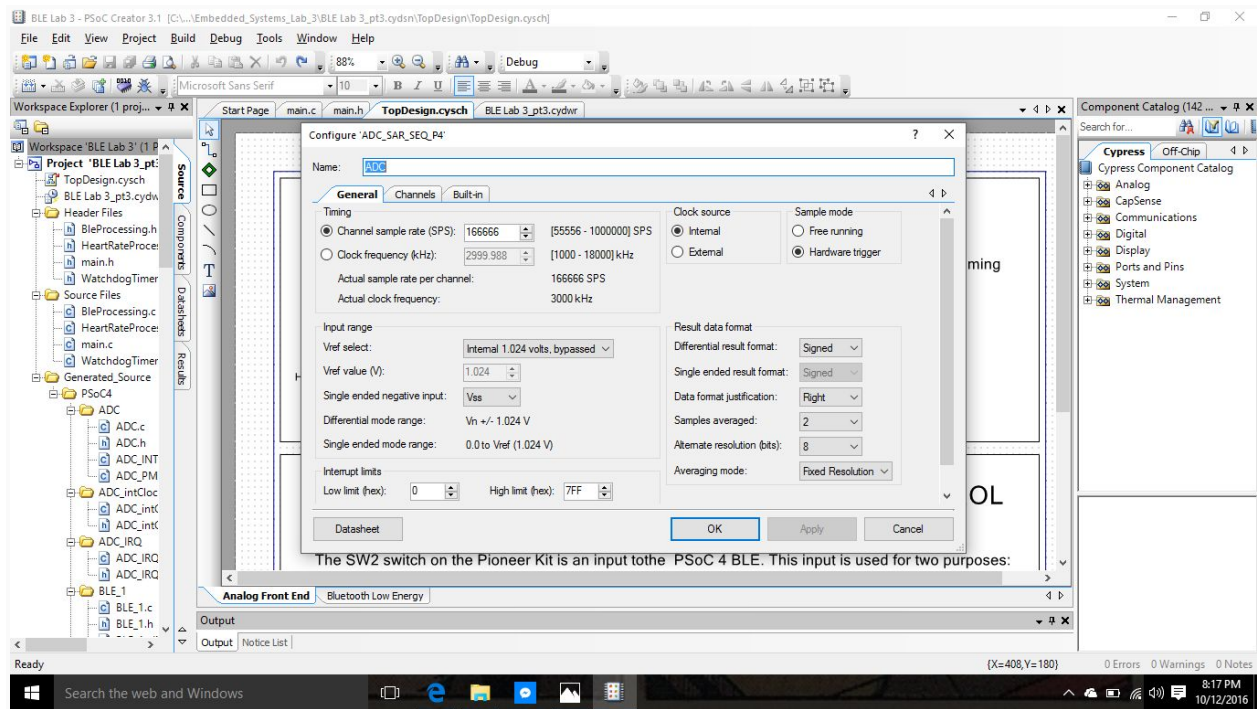 BLE Lab 3 - PSoC Creator 3.1 [C:\...\Embedded_Systems_Lab_3\BLE Lab 3_pt3.cydsn\TopDesign\TopDesign.cysch]
File Edit View Project Build Debug Tools Window Help
88% Debug
Microsoft Sans Serif 10 B I U A
Workspace Explorer (1 proj...
Start Page main.c main.h TopDesign.cysch BLE Lab 3_pt3.cydwr
Component Catalog (142 ...
Search for...
Cypress Off-Chip
Cypress Component Catalog
Analog
CapSense
Communications
Digital
Display
Ports and Pins
System
Thermal Management
Workspace 'BLE Lab 3' (1 P
Project 'BLE Lab 3_pt3
TopDesign.cysch
BLE Lab 3_pt3.cydw
Header Files
BleProcessing.h
HeartRateProces
main.h
WatchdogTimer
Source Files
BleProcessing.c
HeartRateProces
main.c
WatchdogTimer
Generated_Source
PSoC4
ADC
ADC.c
ADC.h
ADC_INT
ADC_PM
ADC_intCloc
ADC_int
ADC_int
ADC_IRQ
ADC_IRQ
ADC_IRQ
BLE_1
BLE_1.c
BLE_1.h
Source
Components
Datasheets
Results
T
Configure 'ADC_SAR_SEQ_P4'
? X
Name: ADC
General Channels Built-in
Timing
Channel sample rate (SPS): 166666 [55556 - 1000000] SPS
Clock frequency (kHz): 2999.988 [1000 - 18000] kHz
Actual sample rate per channel: 166666 SPS
Actual clock frequency: 3000 kHz
Clock source
Internal
External
Sample mode
Free running
Hardware trigger
Input range
Vref select: Internal 1.024 volts, bypassed
Vref value (V): 1.024
Single ended negative input: Vss
Differential mode range: Vn +/- 1.024 V
Single ended mode range: 0.0 to Vref (1.024 V)
Result data format
Differential result format: Signed
Single ended result format: Signed
Data format justification: Right
Samples averaged: 2
Alternate resolution (bits): 8
Averaging mode: Fixed Resolution
Interrupt limits
Low limit (hex): 0 High limit (hex): 7FF
Datasheet OK Apply Cancel
ming
H
OL
The SW2 switch on the Pioneer Kit is an input tothe PSoC 4 BLE. This input is used for two purposes:
Analog Front End Bluetooth Low Energy
Output
Output Notice List
Ready {X=408,Y=180} 0 Errors 0 Warnings 0 Notes
Search the web and Windows
8:17 PM
10/12/2016